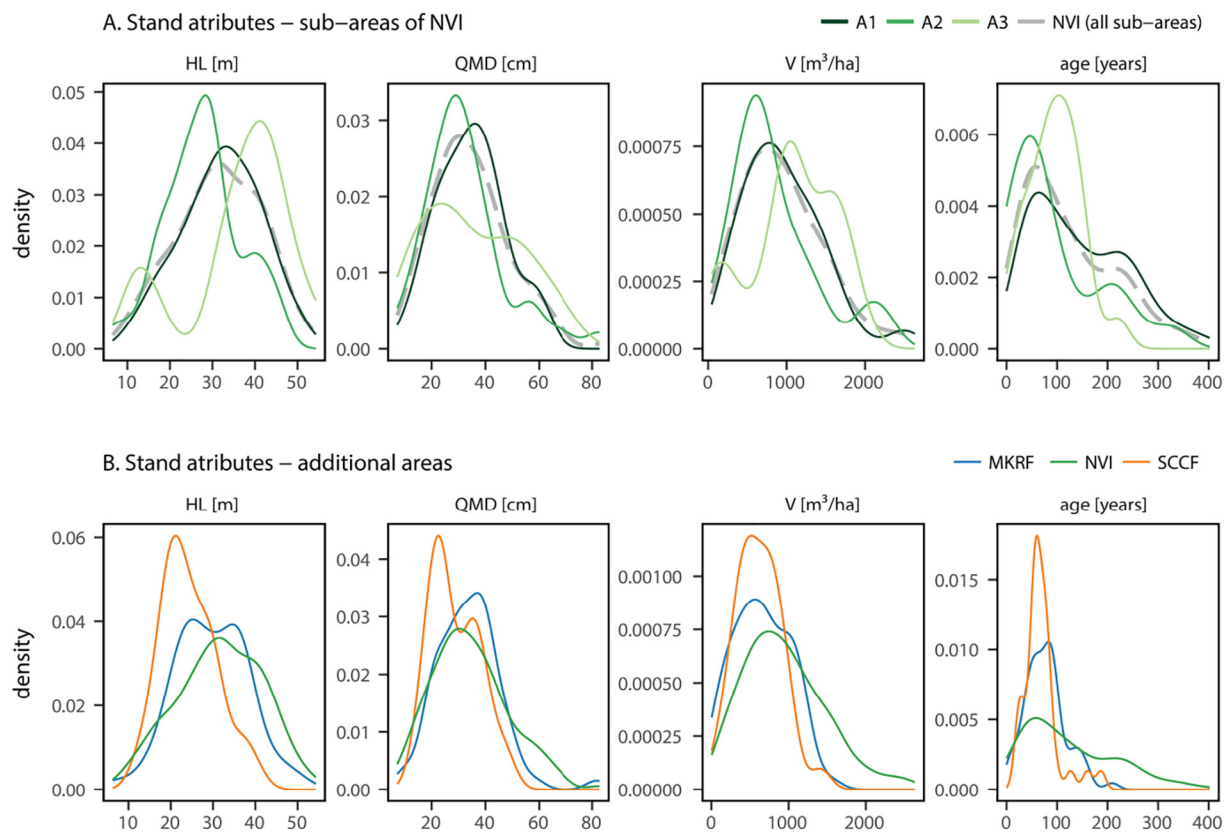 A. Stand atributes – sub–areas of NVI
A1 A2 A3 NVI (all sub–areas)
HL [m] QMD [cm] V [m³/ha] age [years]
density
0.05
0.04
0.03
0.02
0.01
0.00
10 20 30 40 50
0.03
0.02
0.01
0.00
20 40 60 80
0.00075
0.00050
0.00025
0.00000
0 1000 2000
0.006
0.004
0.002
0.000
0 100 200 300 400
B. Stand atributes – additional areas
MKRF NVI SCCF
HL [m] QMD [cm] V [m³/ha] age [years]
density
0.06
0.04
0.02
0.00
10 20 30 40 50
0.04
0.03
0.02
0.01
0.00
20 40 60 80
0.00100
0.00075
0.00050
0.00025
0.00000
0 1000 2000
0.015
0.010
0.005
0.000
0 100 200 300 400